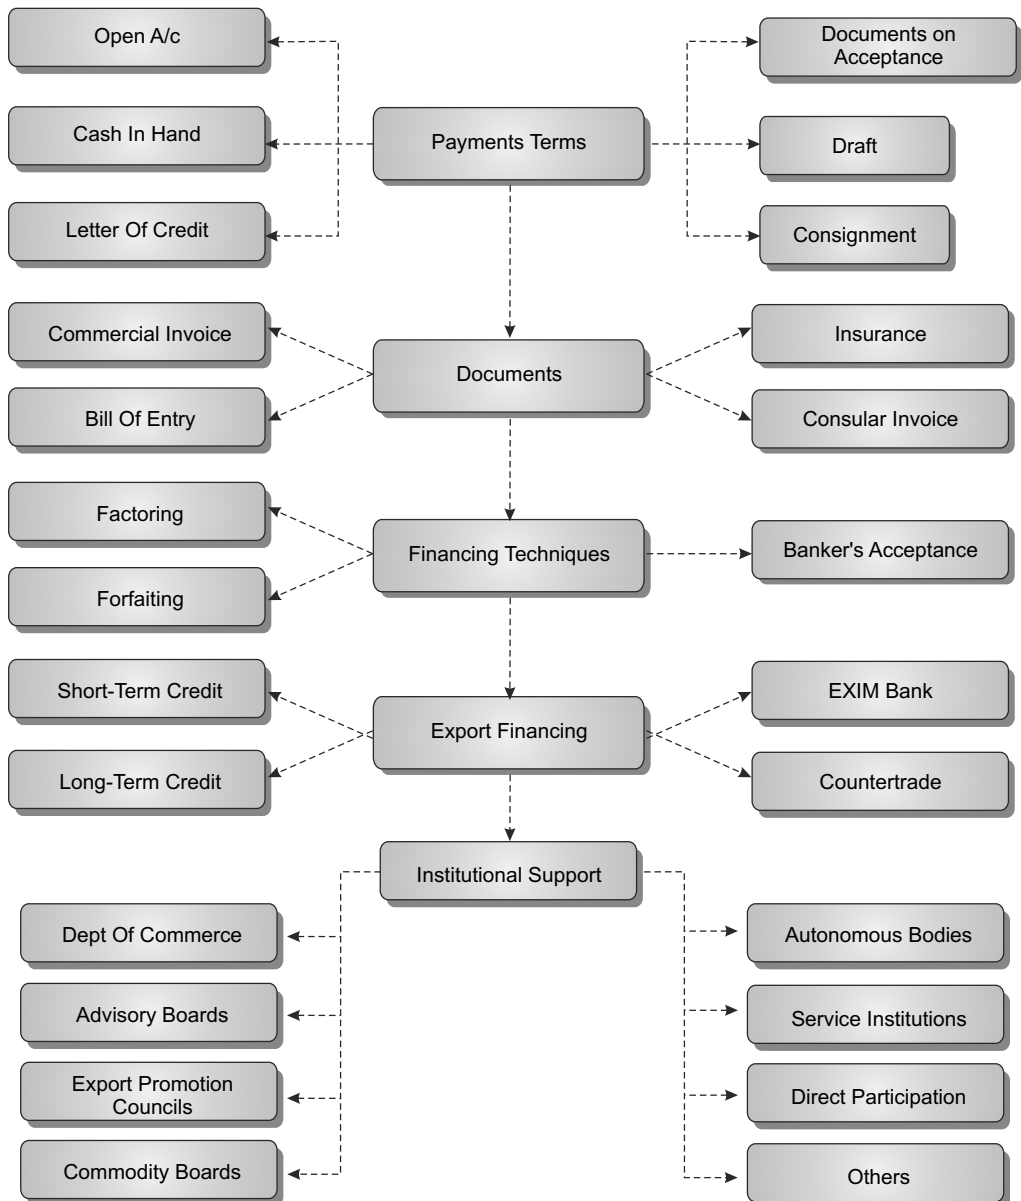 Open A/c
Documents on
Acceptance
Cash In Hand
Payments Terms
Draft
Letter Of Credit
Consignment
Commercial Invoice
Insurance
Documents
Bill Of Entry
Consular Invoice
Factoring
Financing Techniques
Banker's Acceptance
Forfaiting
Short-Term Credit
EXIM Bank
Export Financing
Long-Term Credit
Countertrade
Institutional Support
Dept Of Commerce
Autonomous Bodies
Advisory Boards
Service Institutions
Export Promotion
Councils
Direct Participation
Commodity Boards
Others